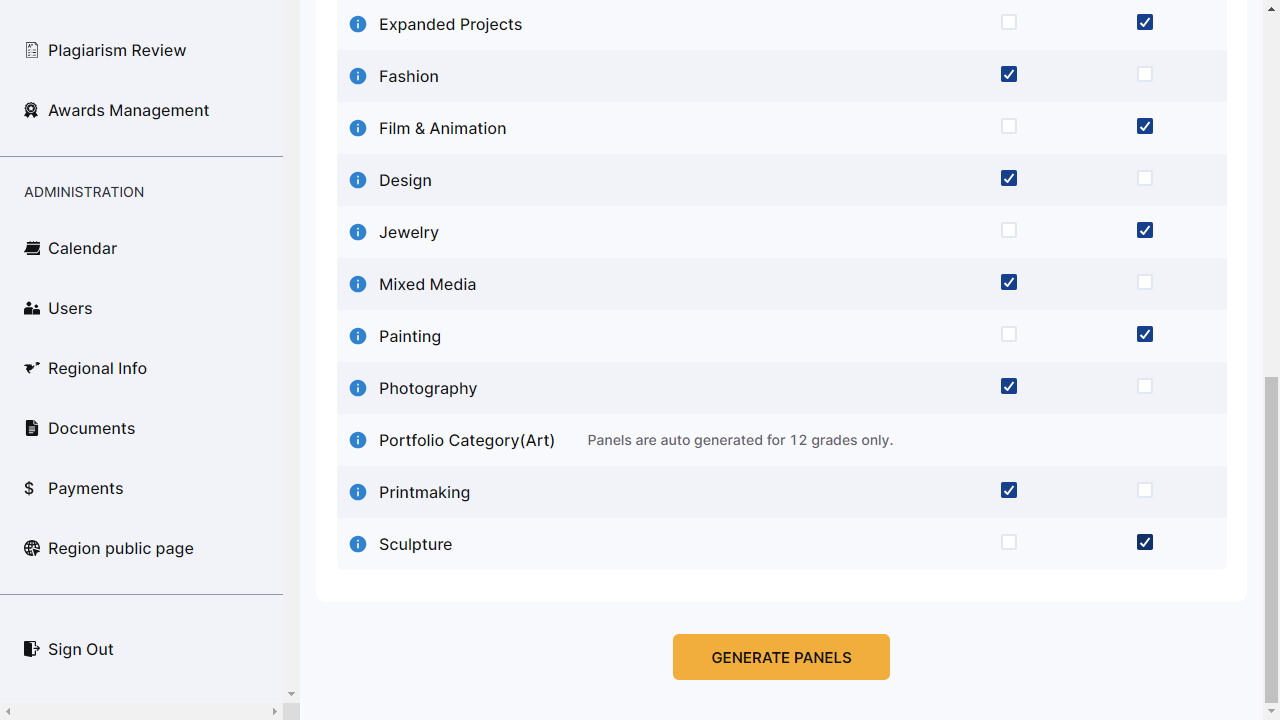 Plagiarism Review
Awards Management
ADMINISTRATION
Calendar
Users
Regional Info
Documents
$ Payments
Region public page
Sign Out
Expanded Projects
Fashion
Film & Animation
Design
Jewelry
Mixed Media
Painting
Photography
Portfolio Category(Art) Panels are auto generated for 12 grades only.
Printmaking
Sculpture
GENERATE PANELS